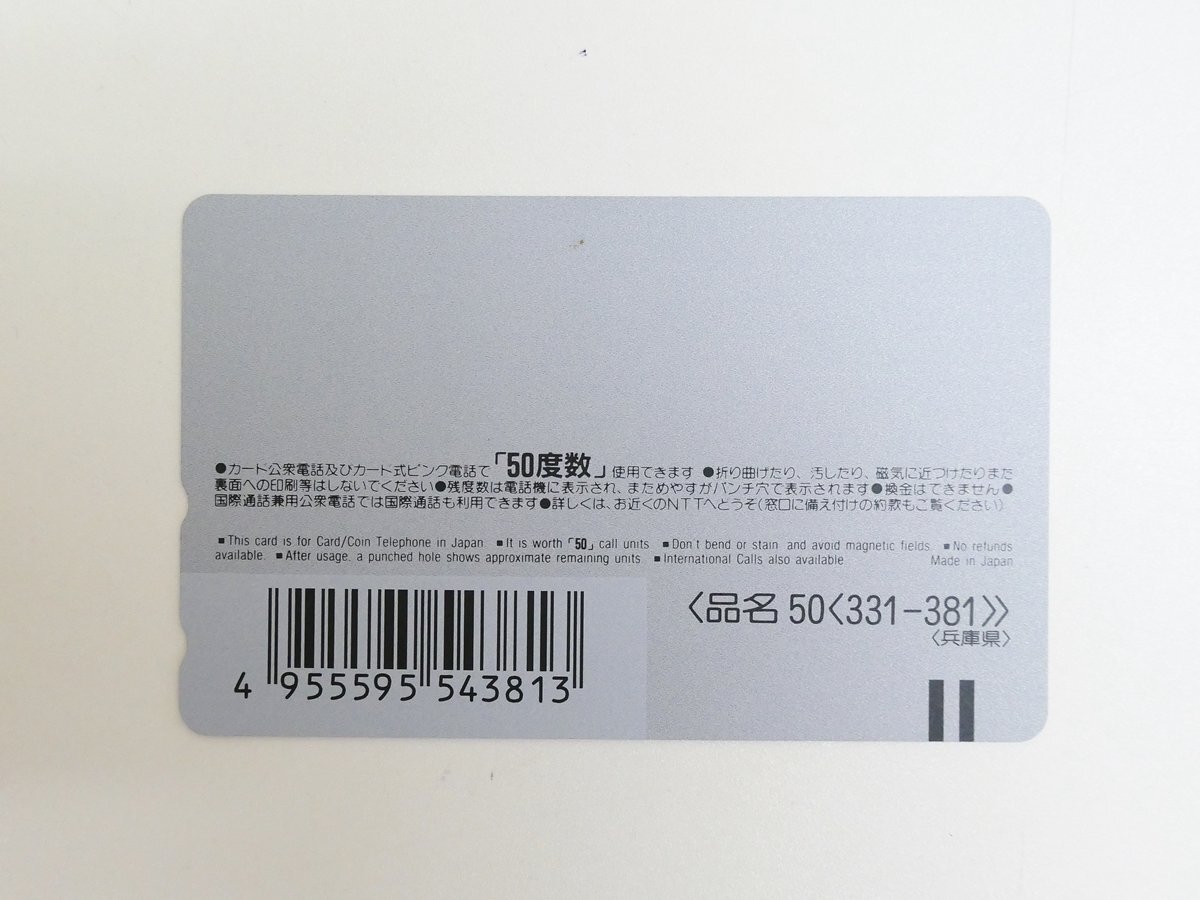 ●カード公衆電話及びカード式ピンク電話で「50度数」使用できます ●折り曲げたり、汚したり、磁気に近づけたりまた
裏面への印刷等はしないでください●残度数は電話機に表示され、まためやすがパンチ穴で表示されます●換金はできません●
国際通話兼用公衆電話では国際通話も利用できます●詳しくは、お近くのNTTへどうぞ(窓口に備え付けの約款もご覧ください)
■This card is for Card/Coin Telephone in Japan ■It is worth「50」call units ■Don't bend or stain and avoid magnetic fields ■No refunds
available. ■After usage. a punched hole shows approximate remaining units ■International Calls also available. Made in Japan
〈品名 50〈331-381〉〉
〈兵庫県〉
4 955595 543813